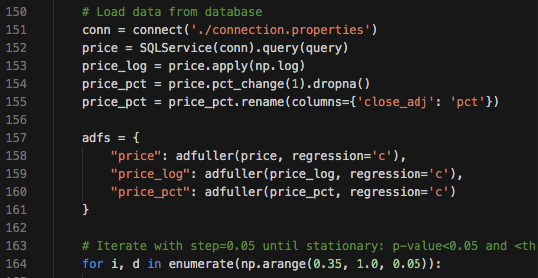 150 # Load data from database
151 conn = connect('./connection.properties')
152 price = SQLService(conn).query(query)
153 price_log = price.apply(np.log)
154 price_pct = price.pct_change(1).dropna()
155 price_pct = price_pct.rename(columns={'close_adj': 'pct'})
156
157 adfs = {
158 "price": adfuller(price, regression='c'),
159 "price_log": adfuller(price_log, regression='c'),
160 "price_pct": adfuller(price_pct, regression='c')
161 }
162
163 # Iterate with step=0.05 until stationary: p-value<0.05 and <th
164 for i, d in enumerate(np.arange(0.35, 1.0, 0.05)):